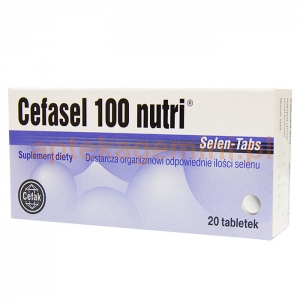 Cefasel 100 nutri®
Selen-Tabs
Suplement diety
Dostarcza organizmowi odpowiednie ilości selenu
Cefak
20 tabletek